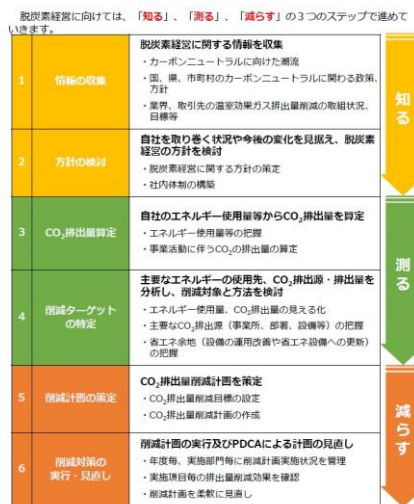 脱炭素経営に向けては、「知る」、「測る」、「減らす」の３つのステップで進めて
いきます。
1
情報の収集
脱炭素経営に関する情報を収集
・カーボンニュートラルに向けた潮流
・国、県、市町村のカーボンニュートラルに関わる政策、
方針
・業界、取引先の温室効果ガス排出量削減の取組状況、
目標等
2
方針の検討
自社を取り巻く状況や今後の変化を見据え、脱炭素
経営の方針を検討
・脱炭素経営に関する方針の策定
・社内体制の構築
知る
3
CO₂排出量算定
自社のエネルギー使用量等からCO₂排出量を算定
・エネルギー使用量等の把握
・事業活動に伴うCO₂の排出量の算定
4
削減ターゲット
の特定
主要なエネルギーの使用先、CO₂排出源・排出量を
分析し、削減対象と方法を検討
・エネルギー使用量、CO₂排出量の見える化
・主要なCO₂排出源（事業所、部署、設備等）の把握
・省エネ余地（設備の運用改善や省エネ設備への更新）
の把握
測る
5
削減計画の策定
CO₂排出量削減計画を策定
・CO₂排出量削減目標の設定
・CO₂排出量削減計画の作成
6
削減対策の
実行・見直し
削減計画の実行及びPDCAによる計画の見直し
・年度毎、実施部門毎に削減計画実施状況を管理
・実施項目毎の排出量削減効果を確認
・削減計画を柔軟に見直し
減らす